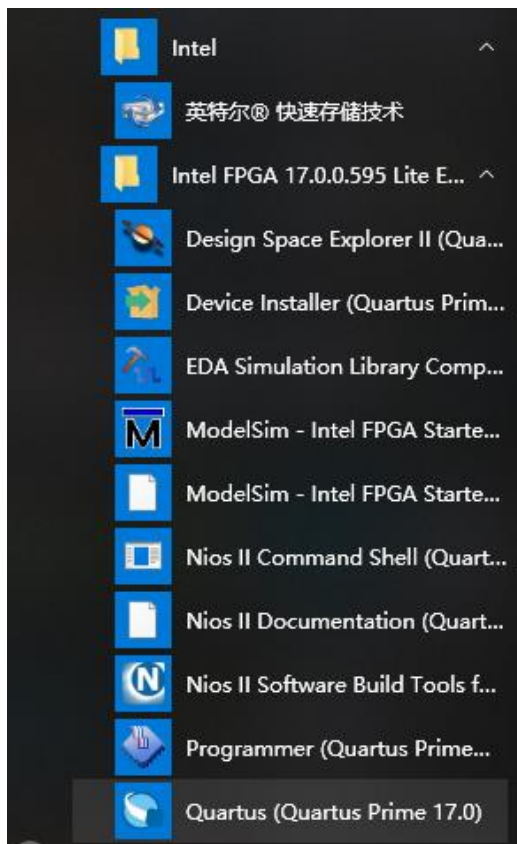 Intel
英特尔® 快速存储技术
Intel FPGA 17.0.0.595 Lite E...
Design Space Explorer II (Qua...
Device Installer (Quartus Prim...
EDA Simulation Library Comp...
ModelSim - Intel FPGA Starte...
ModelSim - Intel FPGA Starte...
Nios II Command Shell (Quart...
Nios II Documentation (Quart...
Nios II Software Build Tools f...
Programmer (Quartus Prime...
Quartus (Quartus Prime 17.0)